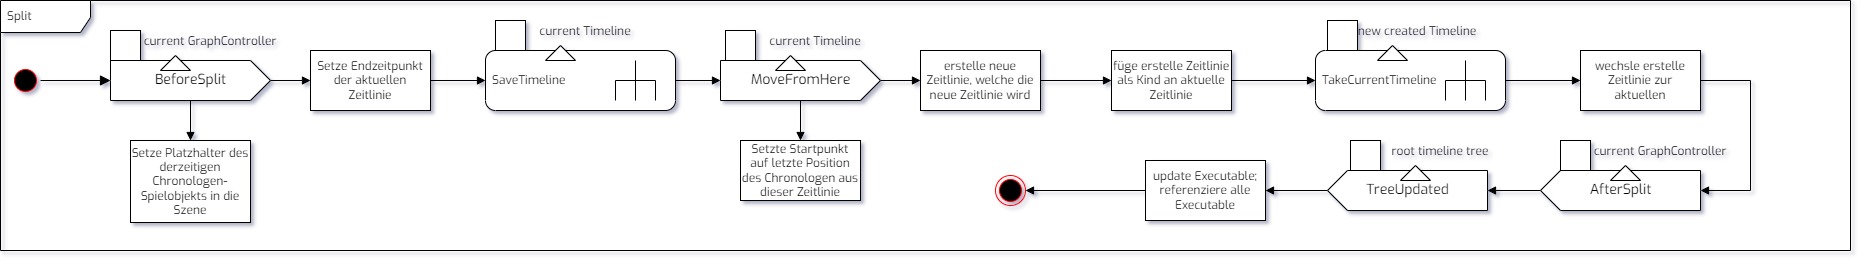 Split
current GraphController
BeforeSplit
Setze Platzhalter des
derzeitigen
Chronologen-
Spielobjekts in die
Szene
Setze Endzeitpunkt
der aktuellen
Zeitlinie
current Timeline
SaveTimeline
current Timeline
MoveFromHere
Setzte Startpunkt
auf letzte Position
des Chronologen aus
dieser Zeitlinie
erstelle neue
Zeitlinie, welche die
neue Zeitlinie wird
füge erstelle Zeitlinie
als Kind an aktuelle
Zeitlinie
new created Timeline
TakeCurrentTimeline
wechsle erstelle
Zeitlinie zur
aktuellen
current GraphController
AfterSplit
root timeline tree
TreeUpdated
update Executable;
referenziere alle
Executable